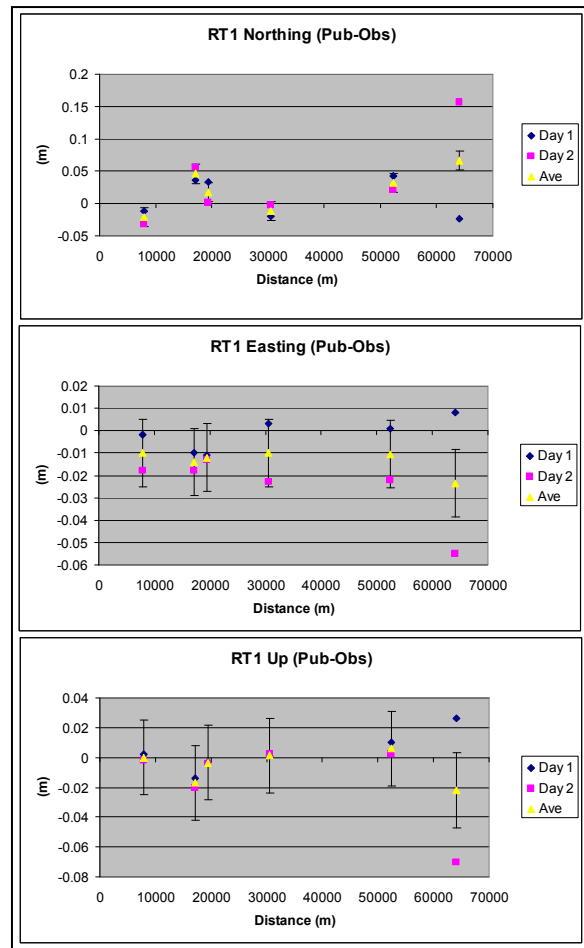 RT1 Northing (Pub-Obs)
0.2
0.15
0.1
0.05
0
-0.05
(m)
0 10000 20000 30000 40000 50000 60000 70000
Distance (m)
Day 1
Day 2
Ave
RT1 Easting (Pub-Obs)
0.02
0.01
0
-0.01
-0.02
-0.03
-0.04
-0.05
-0.06
(m)
0 10000 20000 30000 40000 50000 60000 70000
Distance (m)
Day 1
Day 2
Ave
RT1 Up (Pub-Obs)
0.04
0.02
0
-0.02
-0.04
-0.06
-0.08
(m)
0 10000 20000 30000 40000 50000 60000 70000
Distance (m)
Day 1
Day 2
Ave